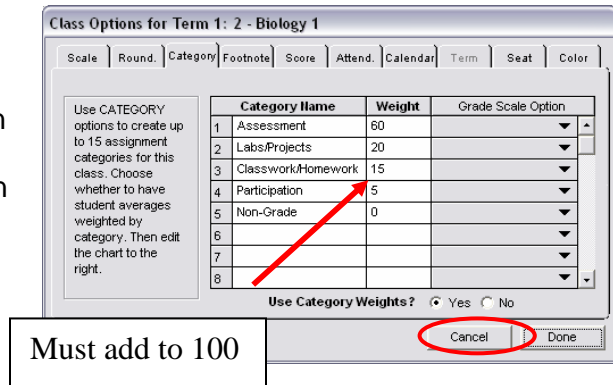 Class Options for Term 1: 2 - Biology 1
Scale Round. Category Footnote Score Attend. Calendar Term Seat Color
n
n
Use CATEGORY
options to create up
to 15 assignment
categories for this
class. Choose
whether to have
student averages
weighted by
category. Then edit
the chart to the
right.
Category Name Weight Grade Scale Option
1 Assessment 60
2 Labs/Projects 20
3 Classwork/Homework 15
4 Participation 5
5 Non-Grade 0
6
7
8
Use Category Weights? Yes No
Cancel Done
Must add to 100